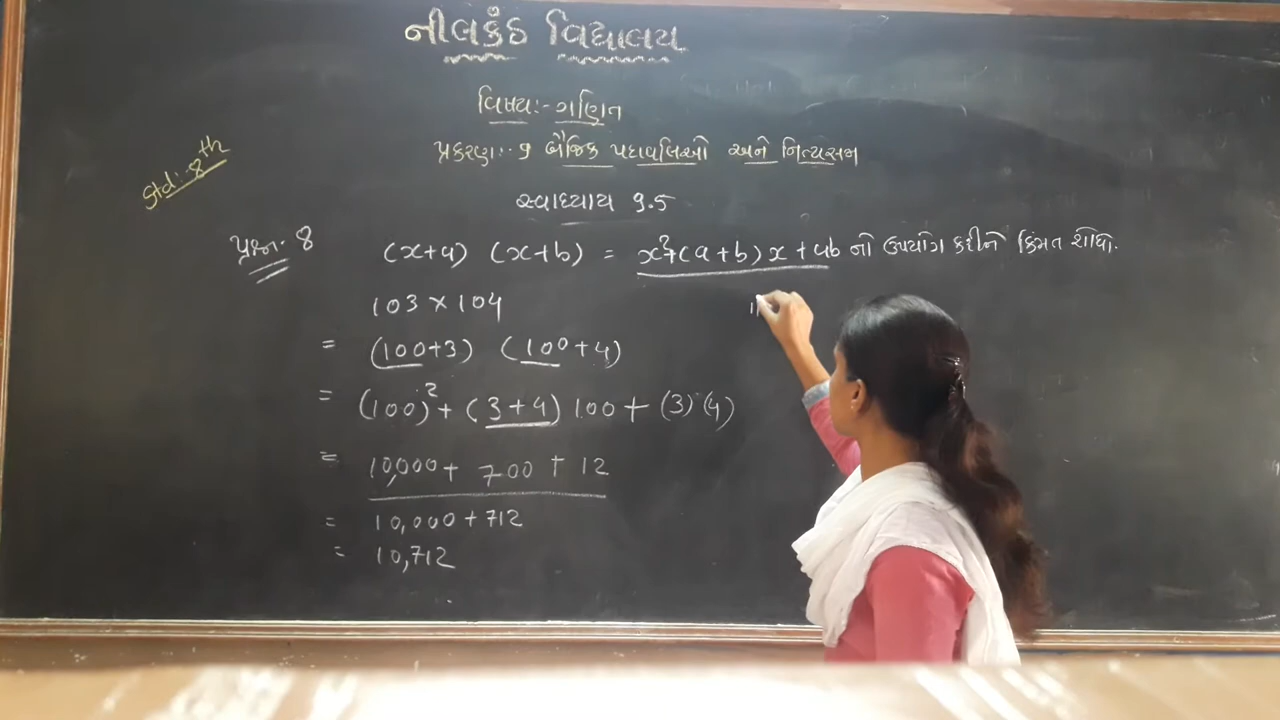 નીલકંઠ વિદ્યાલય
વિષય:- ગણિત
પ્રકરણ:- 9 બૈજિક પદાવલિઓ અને નિત્યસમ
Std:- 8th
સ્વાધ્યાય 9.5
પ્રશ્ન. 8 (x+a) (x+b) = x²+(a+b)x+ab નો ઉપયોગ કરીને કિંમત શોધો.
103 × 104
= (100+3) (100+4)
= (100)² + (3+4) 100 + (3) (4)
= 10,000 + 700 + 12
= 10,000 + 712
= 10,712